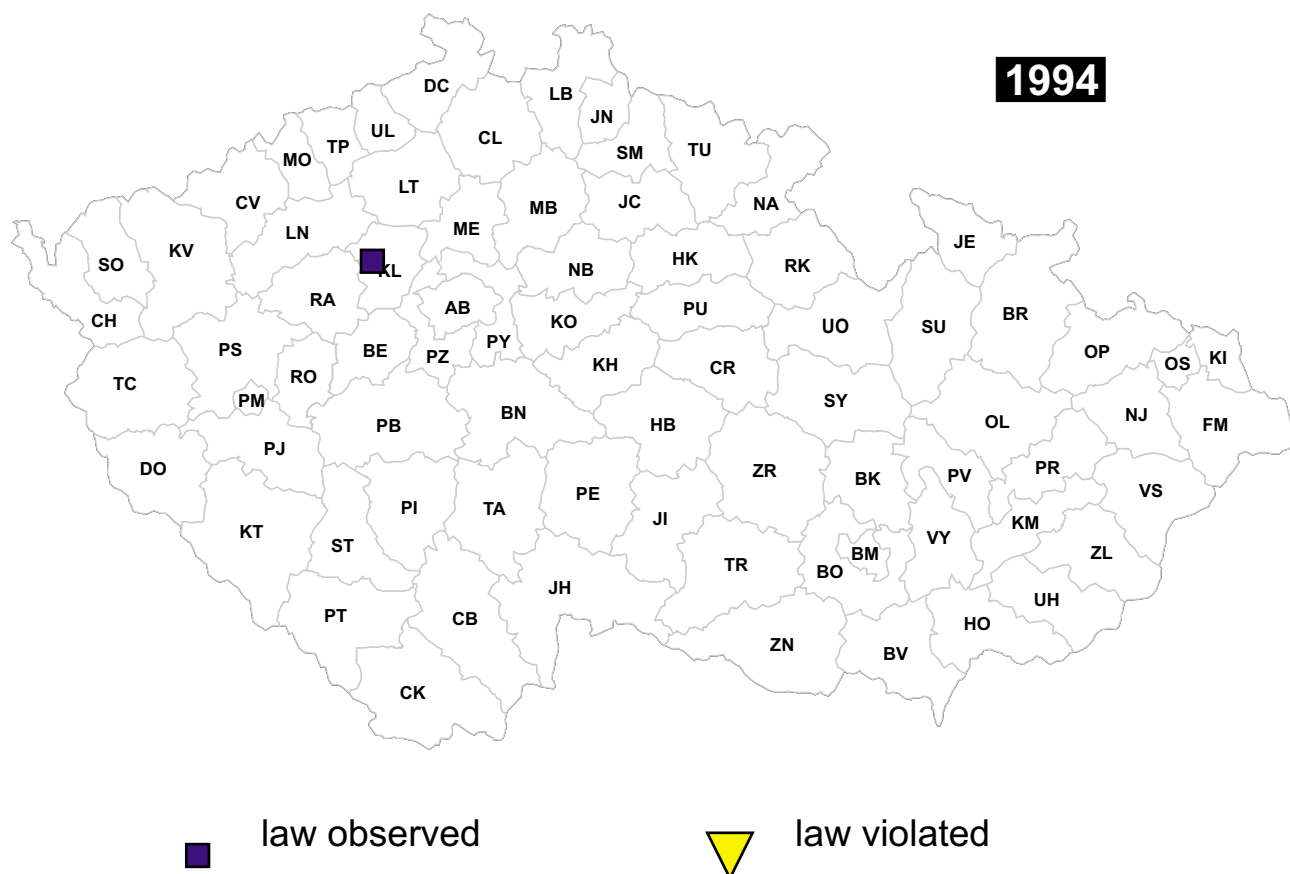 1994
DC
LB
JN
UL
CL
TP
MO
SM
TU
LT
CV
JC
MB
NA
ME
LN
KV
JE
SO
KL
NB
HK
RK
RA
AB
PU
BR
CH
KO
UO
SU
PS
BE
PZ
PY
OP
KI
OS
KH
CR
RO
TC
PM
SY
BN
NJ
OL
PB
HB
FM
PJ
DO
ZR
PR
BK
PV
VS
PE
PI
TA
JI
KM
KT
ST
VY
BM
ZL
TR
BO
JH
UH
PT
CB
HO
ZN
BV
CK
law observed
law violated